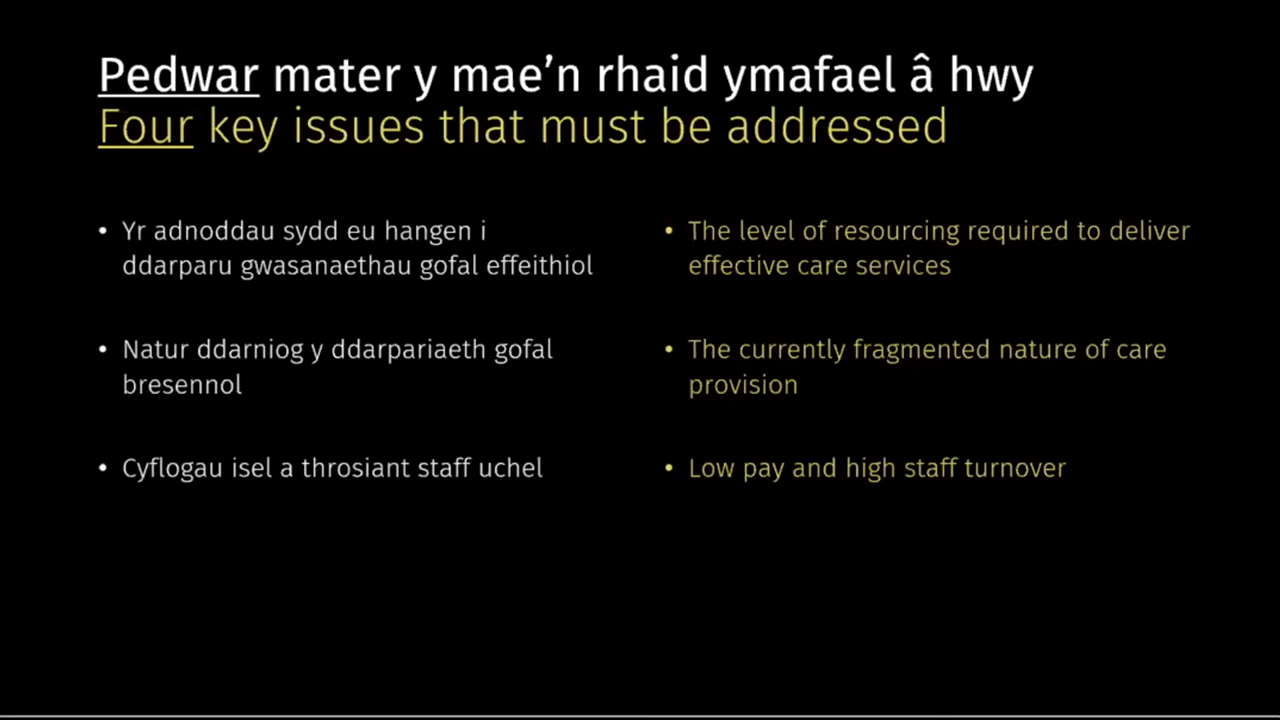 Pedwar mater y mae’n rhaid ymafael â hwy
Four key issues that must be addressed
• Yr adnoddau sydd eu hangen i
ddarparu gwasanaethau gofal effeithiol
• Natur ddarniog y ddarpariaeth gofal
bresennol
• Cyflogau isel a throsiant staff uchel
• The level of resourcing required to deliver
effective care services
• The currently fragmented nature of care
provision
• Low pay and high staff turnover